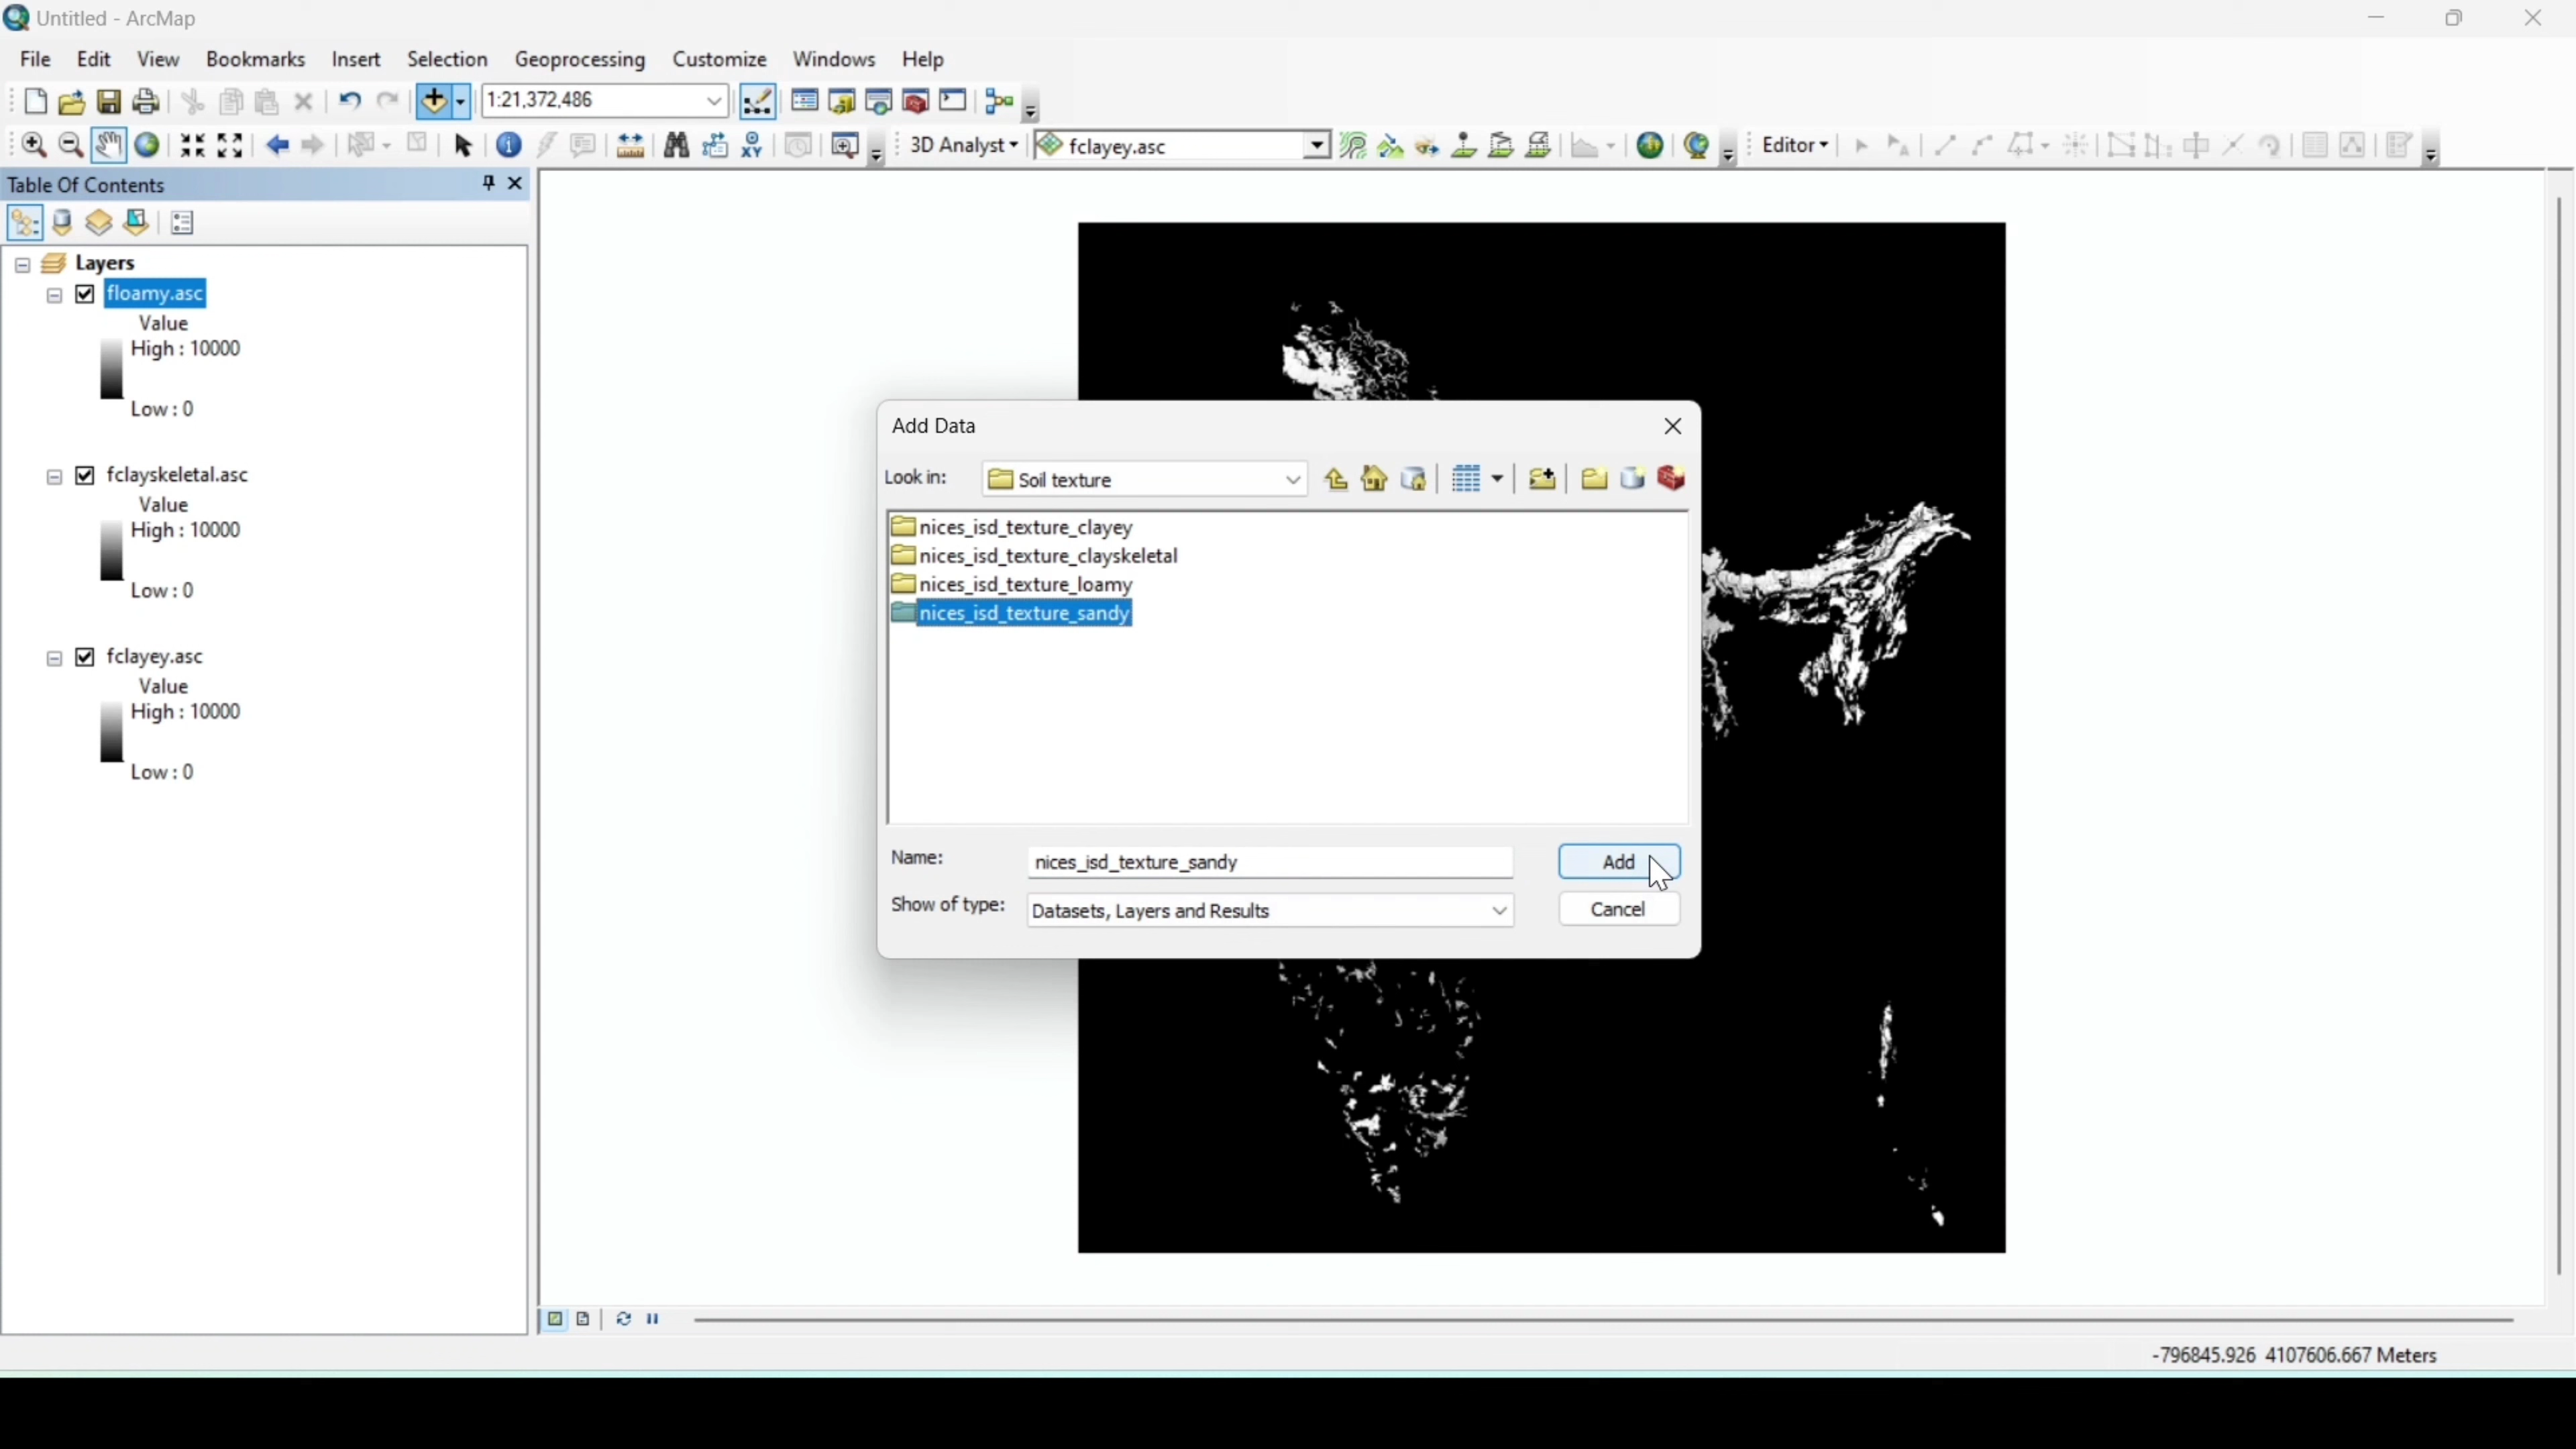 Untitled - ArcMap
File Edit View Bookmarks Insert Selection Geoprocessing Customize Windows Help
1:21,372,486
3D Analyst fclayey.asc Editor
Table Of Contents
Layers
floamy.asc
Value
High : 10000
Low : 0
fclayskeletal.asc
Value
High : 10000
Low : 0
fclayey.asc
Value
High : 10000
Low : 0
Add Data
Look in: Soil texture
nices_isd_texture_clayey
nices_isd_texture_clayskeletal
nices_isd_texture_loamy
nices_isd_texture_sandy
Name: nices_isd_texture_sandy Add
Show of type: Datasets, Layers and Results Cancel
-796845.926 4107606.667 Meters